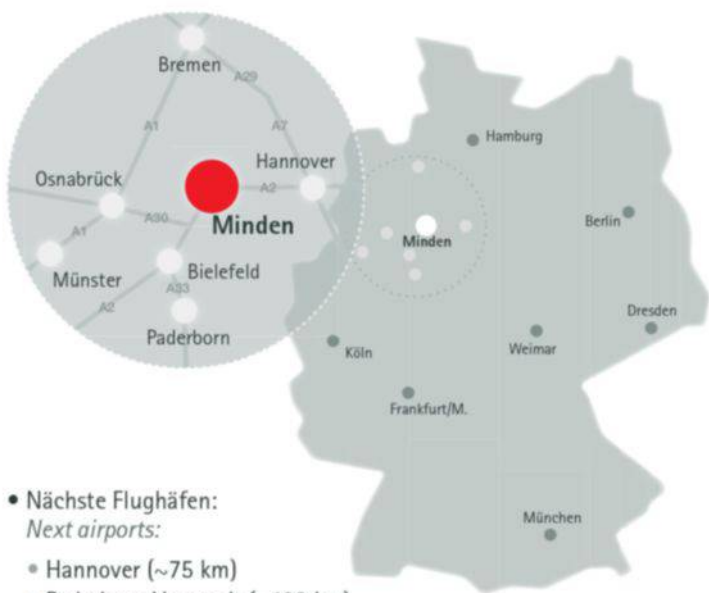 Bremen
A29
A1
A7
Hannover
Osnabrück
A2
A30
Minden
A1
Münster
Bielefeld
A2
A33
Paderborn
Hamburg
Minden
Berlin
Dresden
Köln
Weimar
Frankfurt/M.
München
• Nächste Flughäfen:
Next airports:
• Hannover (~75 km)